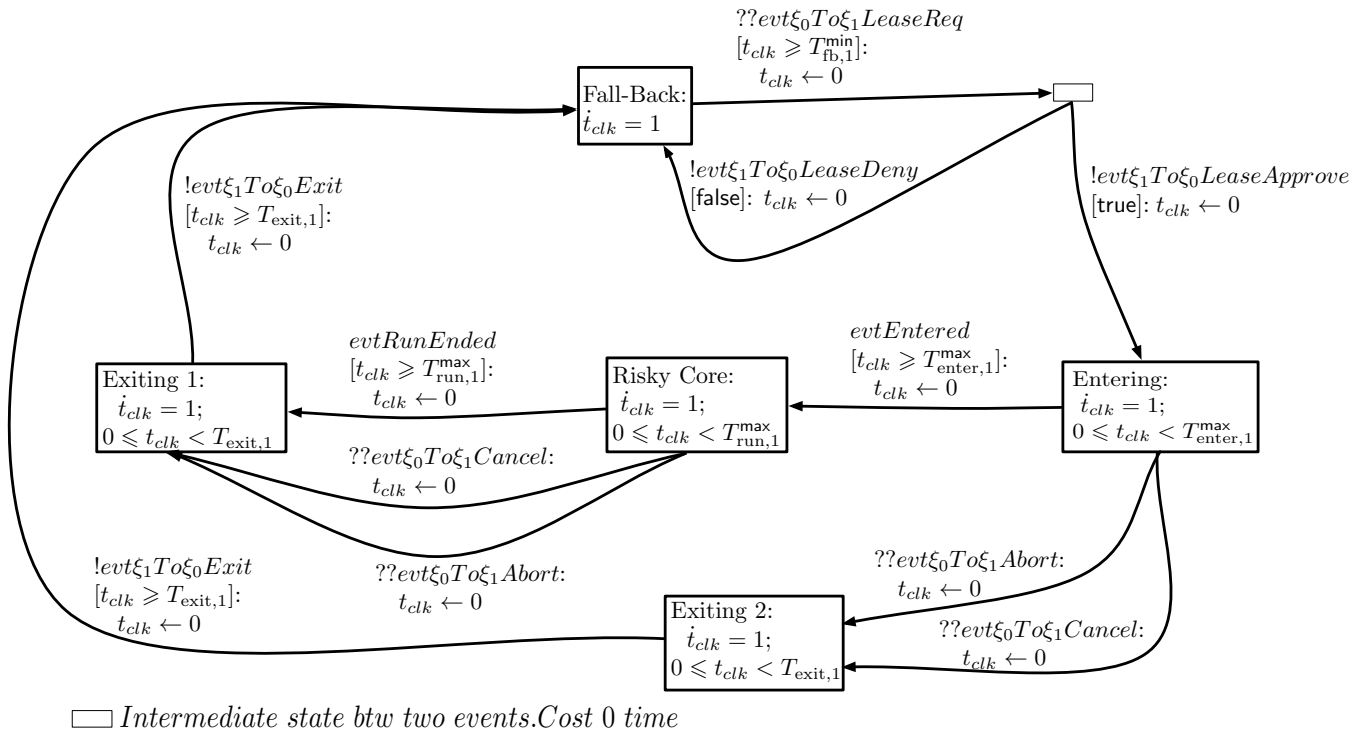 ??evtξ₀Toξ₁LeaseReq
[t_clk ⩾ T^min_fb,1]:
t_clk ← 0
Fall-Back:
ṫ_clk = 1
!evtξ₁Toξ₀LeaseDeny
[false]: t_clk ← 0
!evtξ₁Toξ₀LeaseApprove
[true]: t_clk ← 0
!evtξ₁Toξ₀Exit
[t_clk ⩾ T_exit,1]:
t_clk ← 0
evtRunEnded
[t_clk ⩾ T^max_run,1]:
t_clk ← 0
evtEntered
[t_clk ⩾ T^max_enter,1]:
t_clk ← 0
Exiting 1:
ṫ_clk = 1;
0 ⩽ t_clk < T_exit,1
Risky Core:
ṫ_clk = 1;
0 ⩽ t_clk < T^max_run,1
Entering:
ṫ_clk = 1;
0 ⩽ t_clk < T^max_enter,1
??evtξ₀Toξ₁Cancel:
t_clk ← 0
!evtξ₁Toξ₀Exit
[t_clk ⩾ T_exit,1]:
t_clk ← 0
??evtξ₀Toξ₁Abort:
t_clk ← 0
??evtξ₀Toξ₁Abort:
t_clk ← 0
Exiting 2:
ṫ_clk = 1;
0 ⩽ t_clk < T_exit,1
??evtξ₀Toξ₁Cancel:
t_clk ← 0
Intermediate state btw two events.Cost 0 time